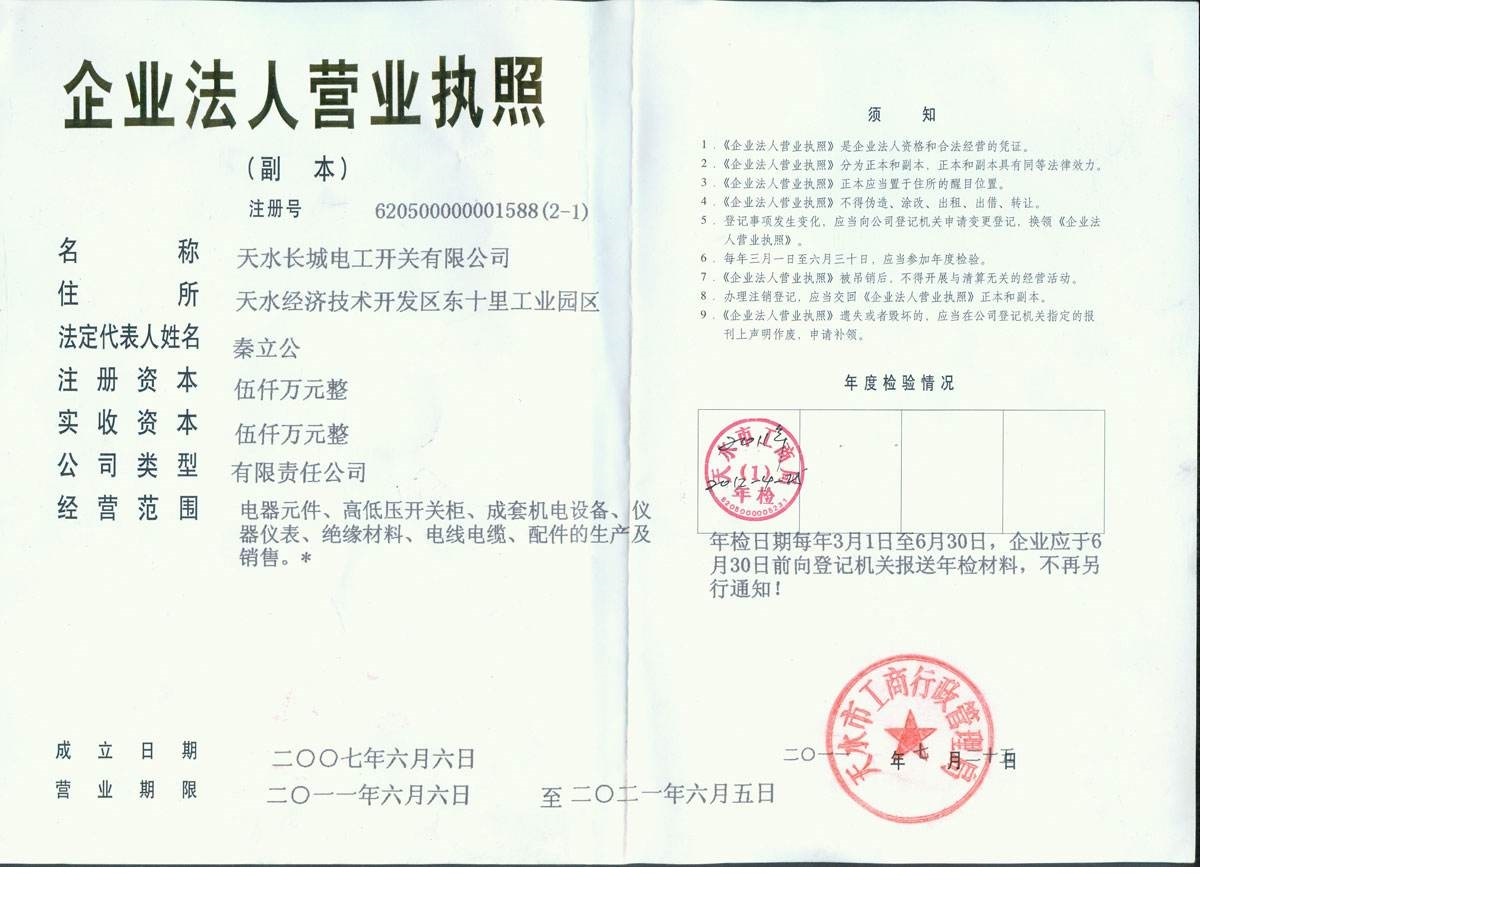 企业法人营业执照
（副 本）
注册号 620500000001588(2-1)
名称 天水长城电工开关有限公司
住所 天水经济技术开发区东十里工业园区
法定代表人姓名 秦立公
注册资本 伍仟万元整
实收资本 伍仟万元整
公司类型 有限责任公司
经营范围 电器元件、高低压开关柜、成套机电设备、仪
器仪表、绝缘材料、电线电缆、配件的生产及
销售。*
成立日期 二〇〇七年六月六日
营业期限 二〇一一年六月六日 至 二〇二一年六月五日
须 知
1．《企业法人营业执照》是企业法人资格和合法经营的凭证。
2．《企业法人营业执照》分为正本和副本，正本和副本具有同等法律效力。
3．《企业法人营业执照》正本应当置于住所的醒目位置。
4．《企业法人营业执照》不得伪造、涂改、出租、出借、转让。
5．登记事项发生变化，应当向公司登记机关申请变更登记，换领《企业法
人营业执照》。
6．每年三月一日至六月三十日，应当参加年度检验。
7．《企业法人营业执照》被吊销后，不得开展与清算无关的经营活动。
8．办理注销登记，应当交回《企业法人营业执照》正本和副本。
9．《企业法人营业执照》遗失或者毁坏的，应当在公司登记机关指定的报
刊上声明作废，申请补领。
年度检验情况
天水市工商局
(1)
年检
年检日期每年3月1日至6月30日，企业应于6
月30日前向登记机关报送年检材料，不再另
行通知！
天水市工商行政管理局
二〇一一年七月二十五日